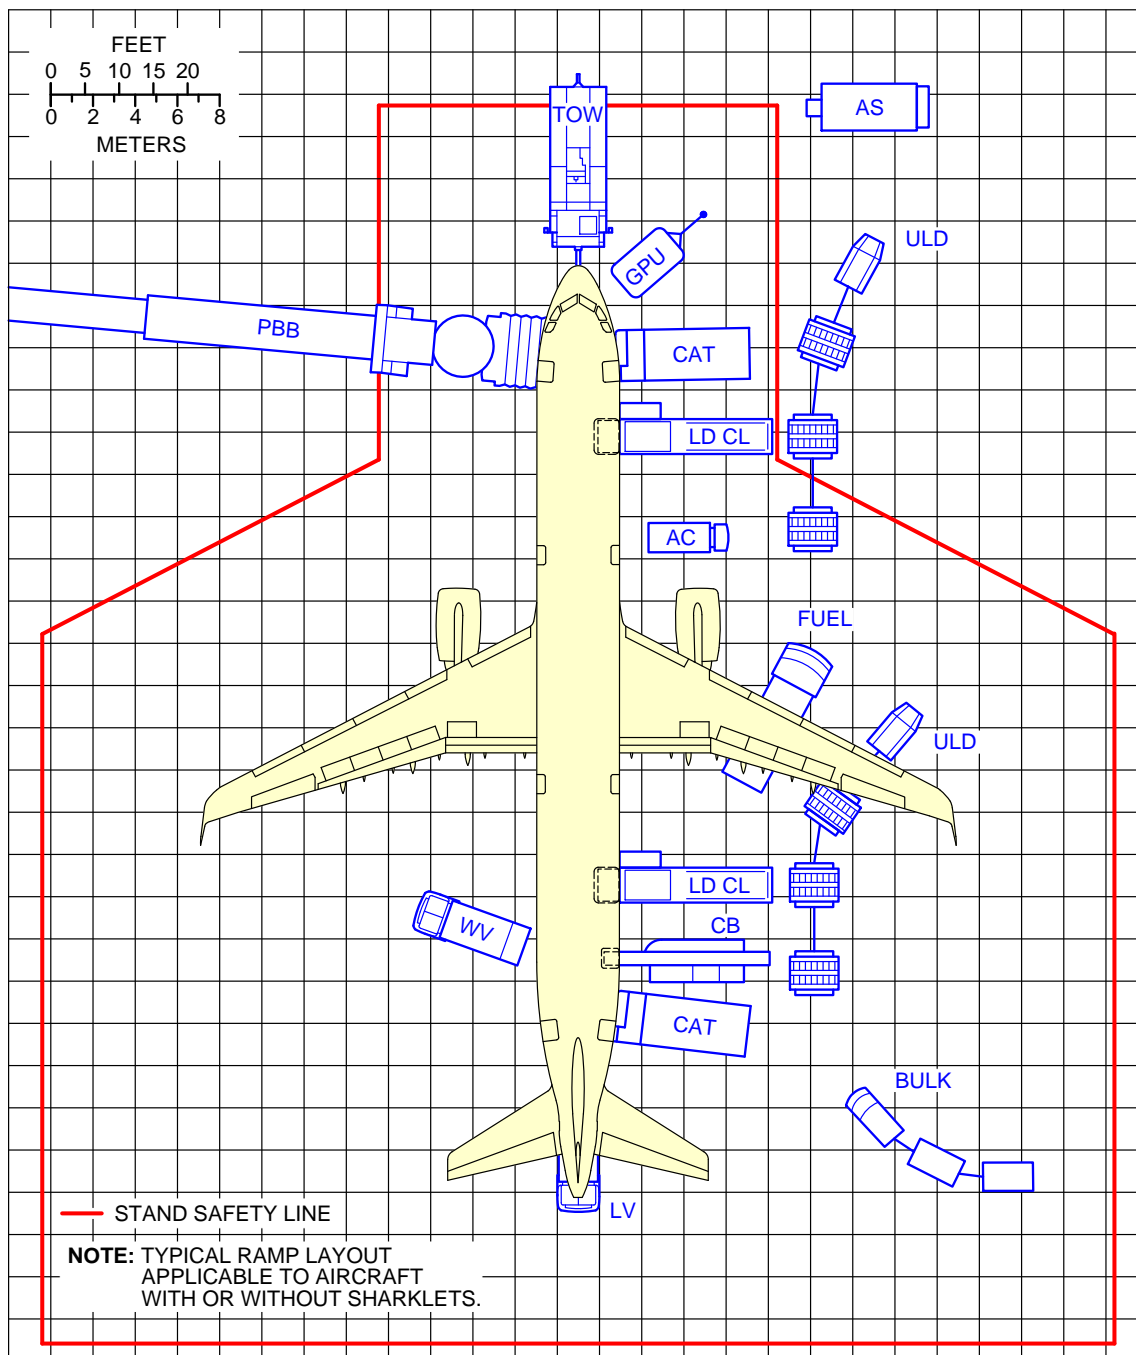 FEET
0 5 10 15 20
0 2 4 6 8
METERS
TOW
AS
ULD
GPU
PBB
CAT
LD CL
AC
FUEL
ULD
LD CL
WV
CB
CAT
BULK
LV
STAND SAFETY LINE
NOTE: TYPICAL RAMP LAYOUT
APPLICABLE TO AIRCRAFT
WITH OR WITHOUT SHARKLETS.